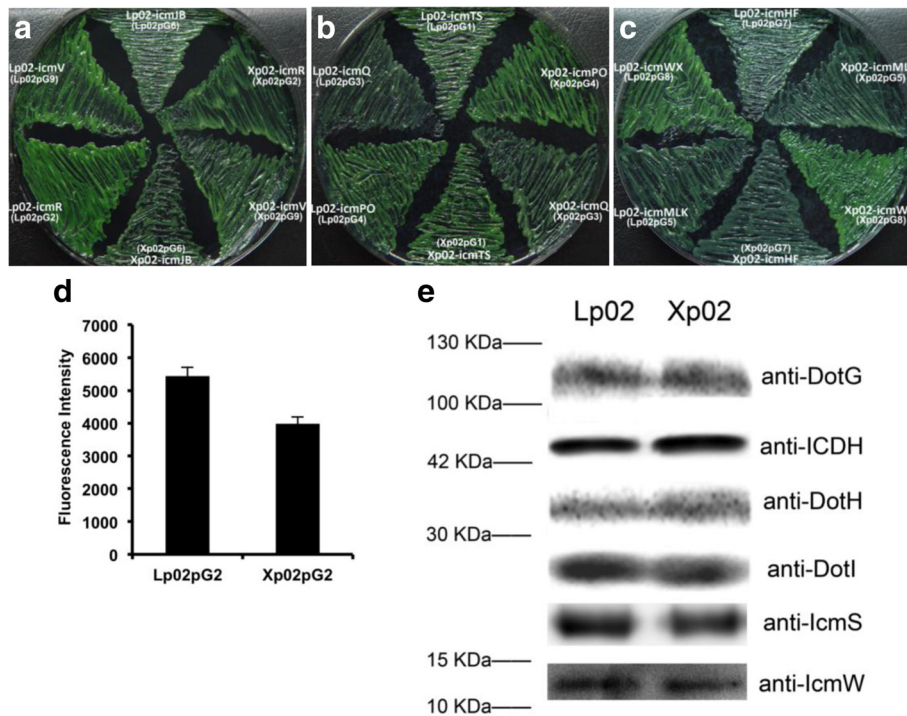 a
Lp02-icmJB
(Lp02pG6)
Lp02-icmV
(Lp02pG9)
Xp02-icmR
(Xp02pG2)
Lp02-icmR
(Lp02pG2)
Xp02-icmV
(Xp02pG9)
(Xp02pG6)
Xp02-icmJB
b
Lp02-icmTS
(Lp02pG1)
Lp02-icmQ
(Lp02pG3)
Xp02-icmPO
(Xp02pG4)
Lp02-icmPO
(Lp02pG4)
Xp02-icmQ
(Xp02pG3)
(Xp02pG1)
Xp02-icmTS
c
Lp02-icmHF
(Lp02pG7)
Lp02-icmWX
(Lp02pG8)
Xp02-icmML
(Xp02pG5)
Lp02-icmMLK
(Lp02pG5)
Xp02-icmW
(Xp02pG8)
(Xp02pG7)
Xp02-icmHF
d
Fluorescence Intensity
7000
6000
5000
4000
3000
2000
1000
0
Lp02pG2
Xp02pG2
e
Lp02
Xp02
130 KDa
anti-DotG
100 KDa
anti-ICDH
42 KDa
anti-DotH
30 KDa
anti-DotI
anti-IcmS
15 KDa
anti-IcmW
10 KDa